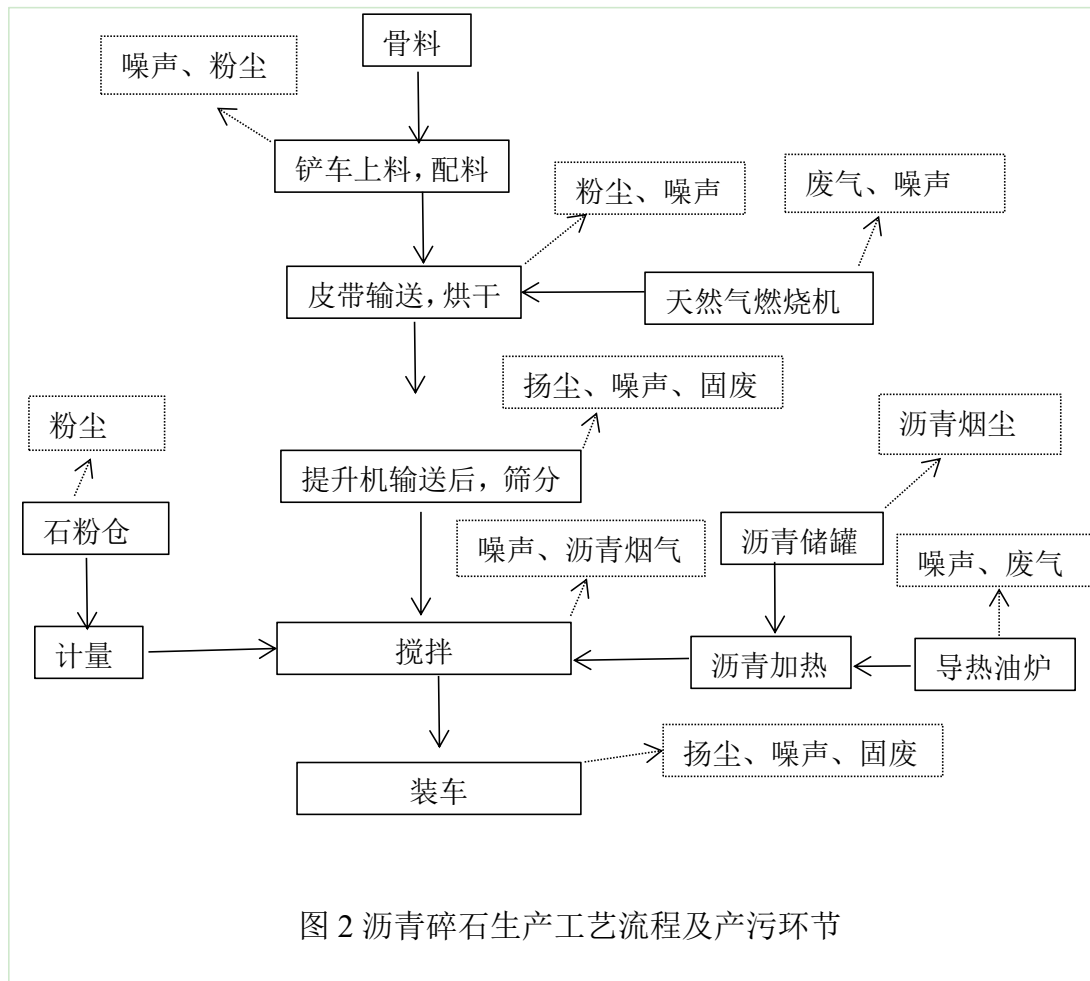 骨料
噪声、粉尘
铲车上料，配料
粉尘、噪声
废气、噪声
皮带输送，烘干
天然气燃烧机
扬尘、噪声、固废
粉尘
沥青烟尘
提升机输送后，筛分
石粉仓
噪声、沥青烟气
沥青储罐
噪声、废气
计量
搅拌
沥青加热
导热油炉
扬尘、噪声、固废
装车
图 2 沥青碎石生产工艺流程及产污环节